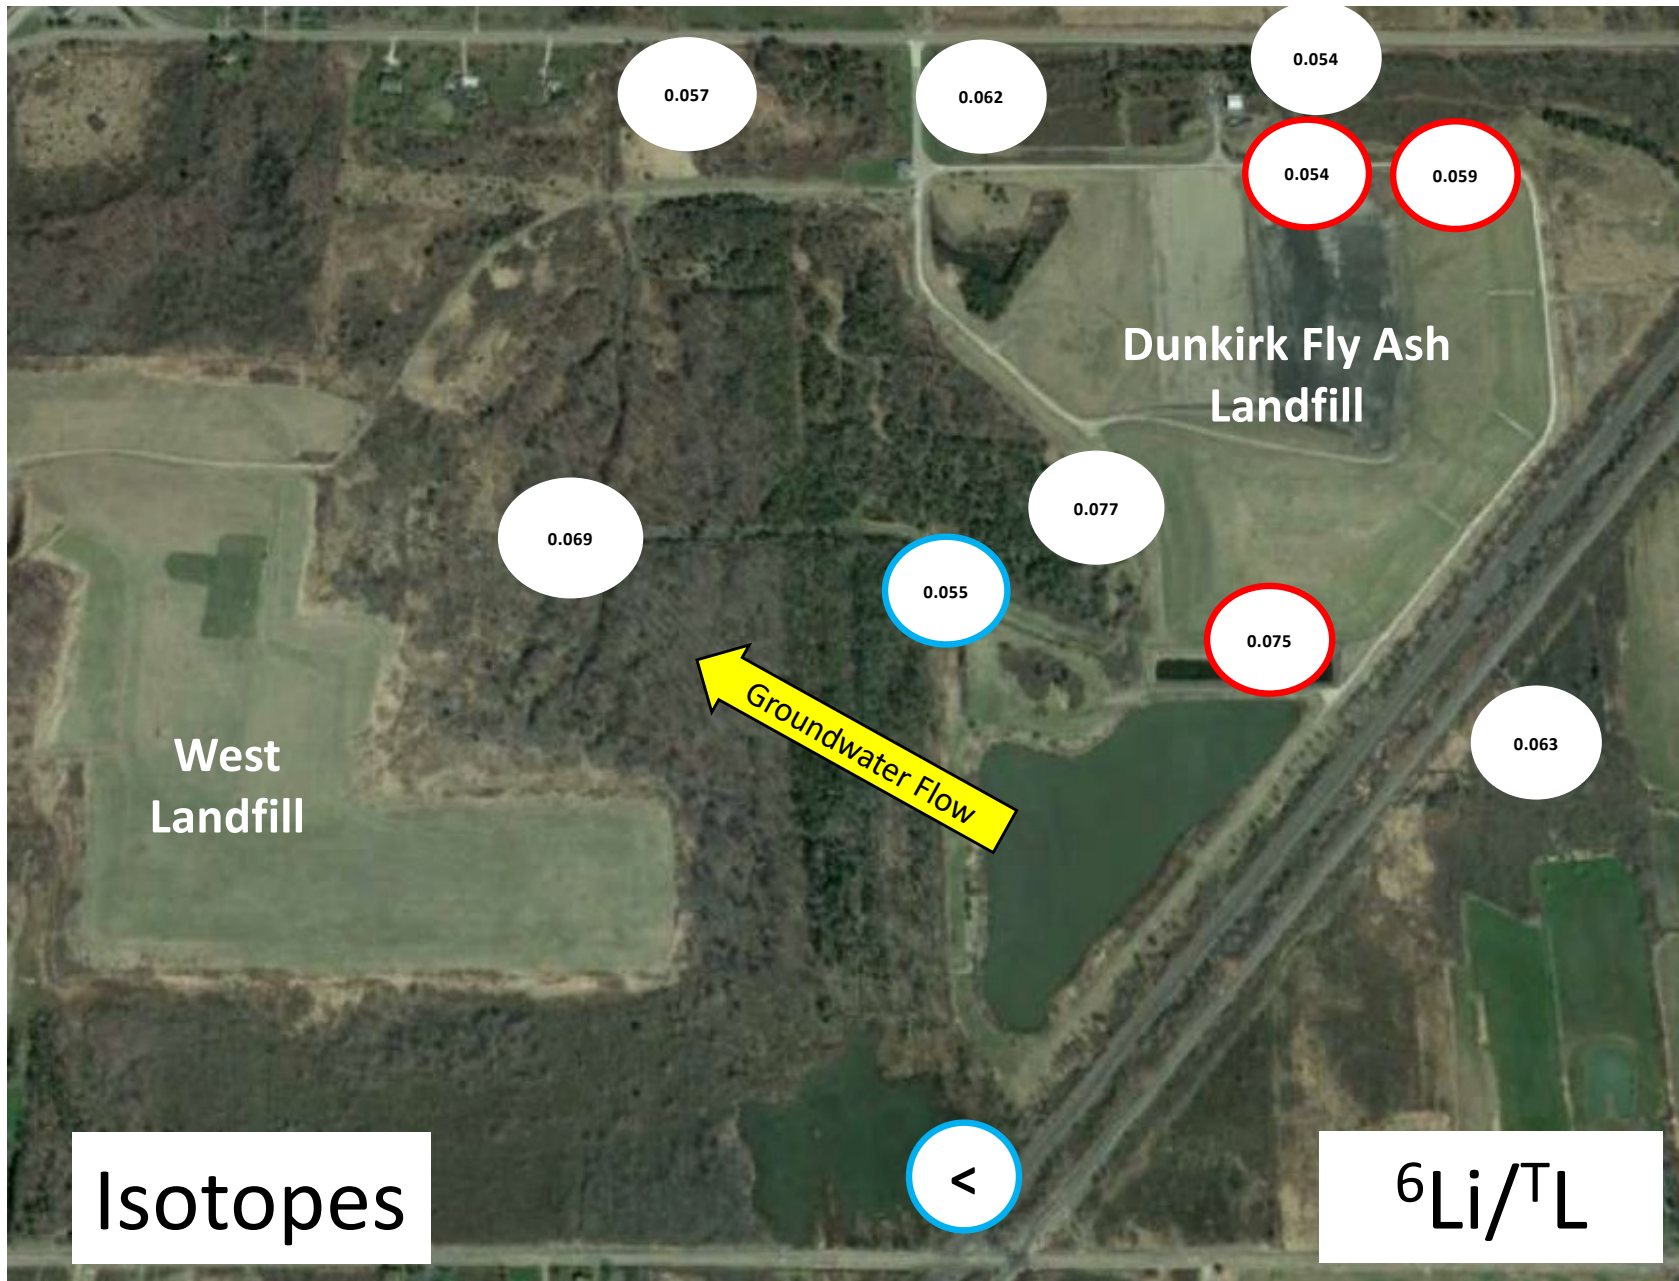 0.054
0.057
0.062
0.054
0.059
Dunkirk Fly Ash
Landfill
0.077
0.069
0.055
0.075
Groundwater Flow
0.063
West
Landfill
<
Isotopes
⁶Li/ᵀL